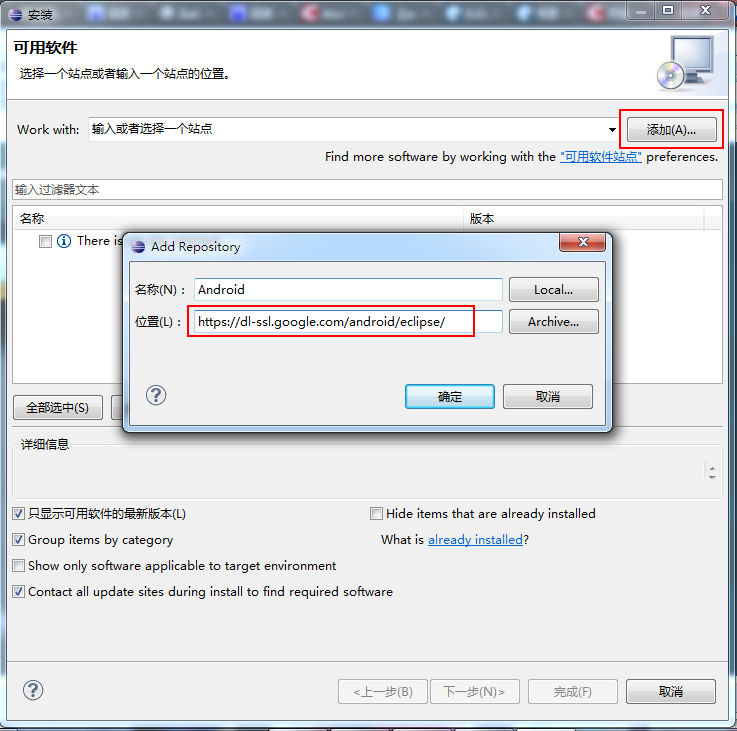 安装
可用软件
选择一个站点或者输入一个站点的位置。
Work with: 输入或者选择一个站点 添加(A)...
Find more software by working with the "可用软件站点" preferences.
输入过滤器文本
名称 版本
There is
Add Repository
名称(N)： Android Local...
位置(L)： https://dl-ssl.google.com/android/eclipse/ Archive...
确定 取消
全部选中(S)
详细信息
只显示可用软件的最新版本(L) Hide items that are already installed
Group items by category What is already installed?
Show only software applicable to target environment
Contact all update sites during install to find required software
<上一步(B) 下一步(N)> 完成(F) 取消